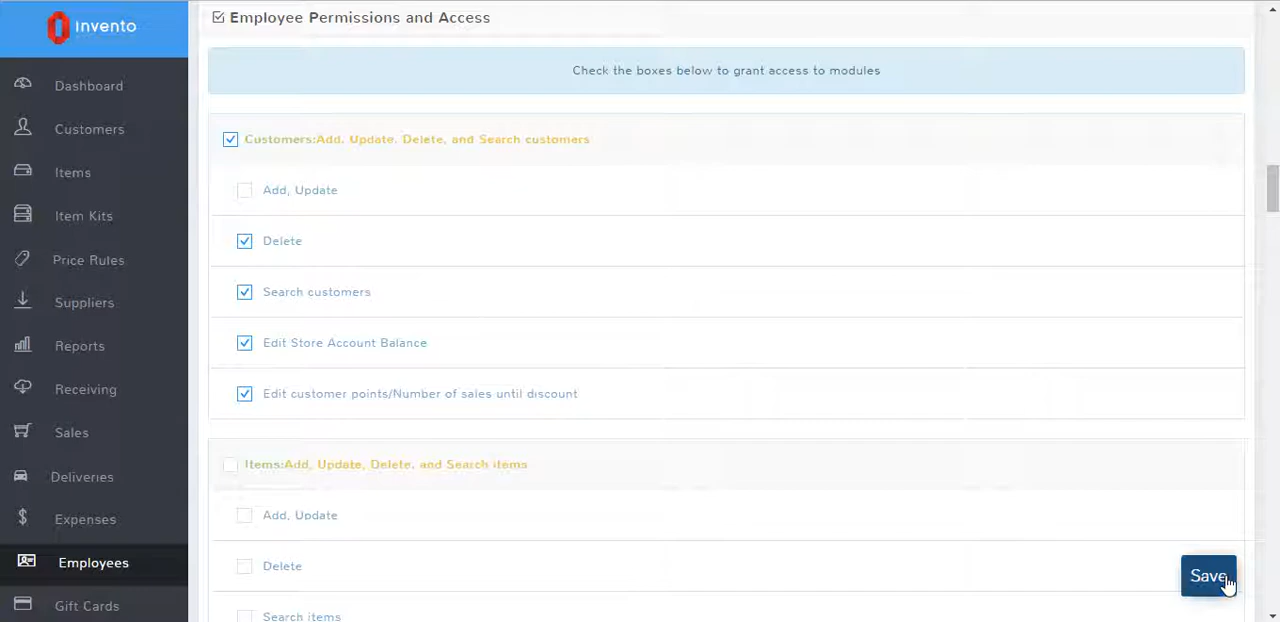 invento
Dashboard
Customers
Items
Item Kits
Price Rules
Suppliers
Reports
Receiving
Sales
Deliveries
Expenses
Employees
Gift Cards
Employee Permissions and Access
Check the boxes below to grant access to modules
Customers:Add, Update, Delete, and Search customers
Add, Update
Delete
Search customers
Edit Store Account Balance
Edit customer points/Number of sales until discount
Items:Add, Update, Delete, and Search items
Add, Update
Delete
Search items
Save